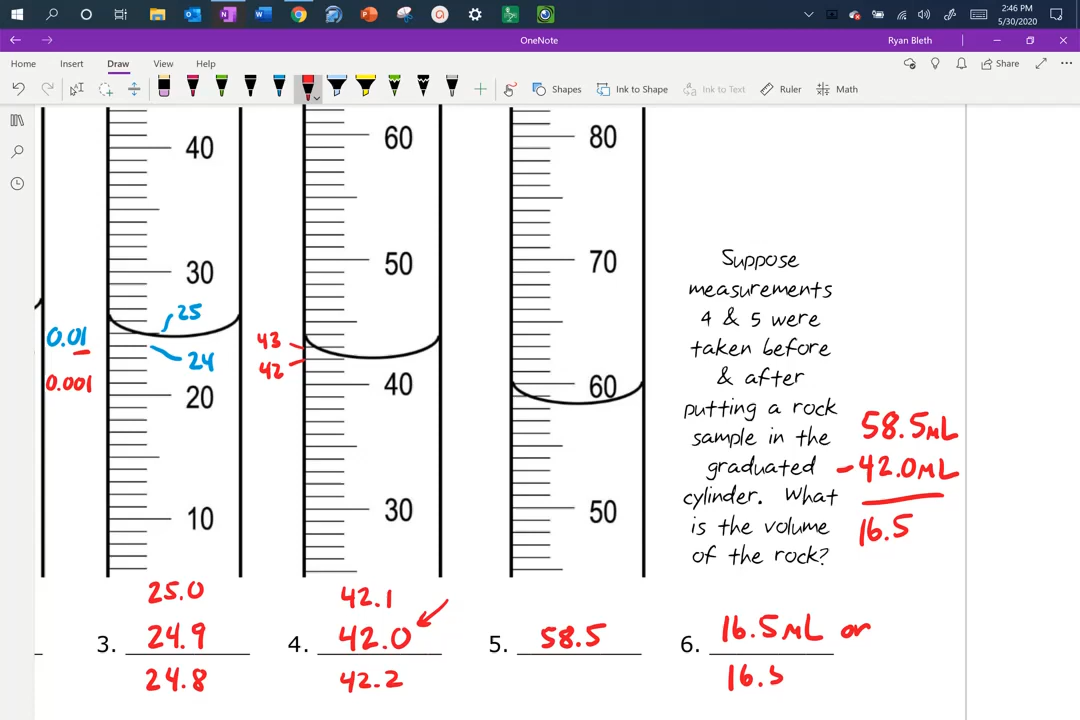 2:46 PM
5/30/2020
OneNote
Ryan Bleth
Home Insert Draw View Help
Share
Shapes
Ink to Shape
Ink to Text
Ruler
Math
40
30
20
10
0.01
0.001
25
24
60
50
40
30
43
42
80
70
60
50
Suppose
measurements
4 & 5 were
taken before
& after
putting a rock
sample in the
graduated
cylinder. What
is the volume
of the rock?
58.5mL
-42.0mL
16.5
25.0
3. 24.9
24.8
42.1
4. 42.0
42.2
5. 58.5
6. 16.5mL or
16.5